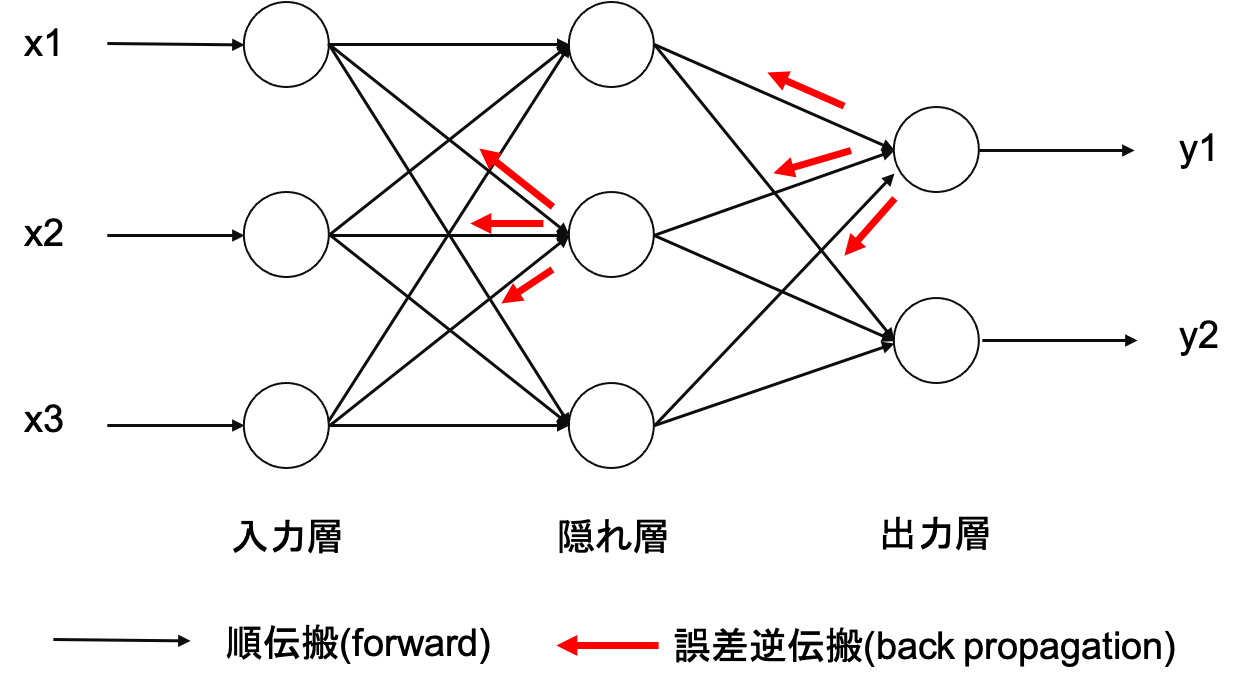 x1
y1
x2
y2
x3
入力層
隠れ層
出力層
順伝搬(forward)
誤差逆伝搬(back propagation)